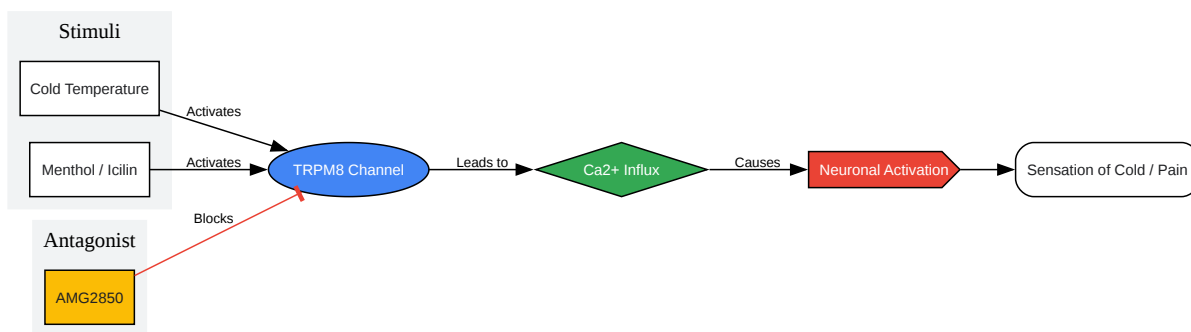 Stimuli
Cold Temperature
Activates
Menthol / Icilin
Activates
TRPM8 Channel
Leads to
Ca2+ Influx
Causes
Neuronal Activation
Sensation of Cold / Pain
Blocks
Antagonist
AMG2850